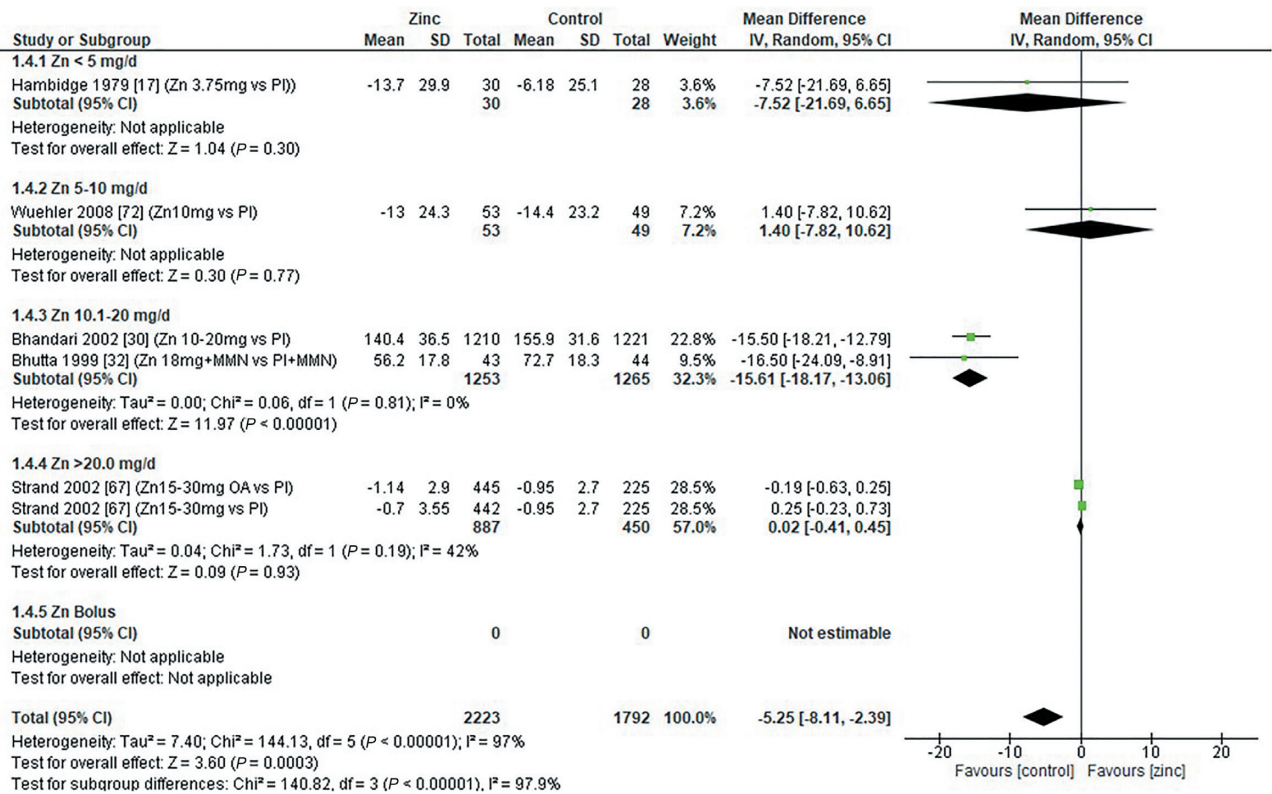 Zinc Control Mean Difference Mean Difference
Study or Subgroup Mean SD Total Mean SD Total Weight IV, Random, 95% CI IV, Random, 95% CI
1.4.1 Zn < 5 mg/d
Hambidge 1979 [17] (Zn 3.75mg vs Pl)) -13.7 29.9 30 -6.18 25.1 28 3.6% -7.52 [-21.69, 6.65]
Subtotal (95% CI) 30 28 3.6% -7.52 [-21.69, 6.65]
Heterogeneity: Not applicable
Test for overall effect: Z = 1.04 (P = 0.30)
1.4.2 Zn 5-10 mg/d
Wuehler 2008 [72] (Zn10mg vs Pl) -13 24.3 53 -14.4 23.2 49 7.2% 1.40 [-7.82, 10.62]
Subtotal (95% CI) 53 49 7.2% 1.40 [-7.82, 10.62]
Heterogeneity: Not applicable
Test for overall effect: Z = 0.30 (P = 0.77)
1.4.3 Zn 10.1-20 mg/d
Bhandari 2002 [30] (Zn 10-20mg vs Pl) 140.4 36.5 1210 155.9 31.6 1221 22.8% -15.50 [-18.21, -12.79]
Bhutta 1999 [32] (Zn 18mg+MMN vs Pl+MMN) 56.2 17.8 43 72.7 18.3 44 9.5% -16.50 [-24.09, -8.91]
Subtotal (95% CI) 1253 1265 32.3% -15.61 [-18.17, -13.06]
Heterogeneity: Tau² = 0.00; Chi² = 0.06, df = 1 (P = 0.81); I² = 0%
Test for overall effect: Z = 11.97 (P < 0.00001)
1.4.4 Zn >20.0 mg/d
Strand 2002 [67] (Zn15-30mg OA vs Pl) -1.14 2.9 445 -0.95 2.7 225 28.5% -0.19 [-0.63, 0.25]
Strand 2002 [67] (Zn15-30mg vs Pl) -0.7 3.55 442 -0.95 2.7 225 28.5% 0.25 [-0.23, 0.73]
Subtotal (95% CI) 887 450 57.0% 0.02 [-0.41, 0.45]
Heterogeneity: Tau² = 0.04; Chi² = 1.73, df = 1 (P = 0.19); I² = 42%
Test for overall effect: Z = 0.09 (P = 0.93)
1.4.5 Zn Bolus
Subtotal (95% CI) 0 0 Not estimable
Heterogeneity: Not applicable
Test for overall effect: Not applicable
Total (95% CI) 2223 1792 100.0% -5.25 [-8.11, -2.39]
Heterogeneity: Tau² = 7.40; Chi² = 144.13, df = 5 (P < 0.00001); I² = 97%
Test for overall effect: Z = 3.60 (P = 0.0003)
Test for subgroup differences: Chi² = 140.82, df = 3 (P < 0.00001), I² = 97.9%
-20 -10 0 10 20
Favours [control] Favours [zinc]